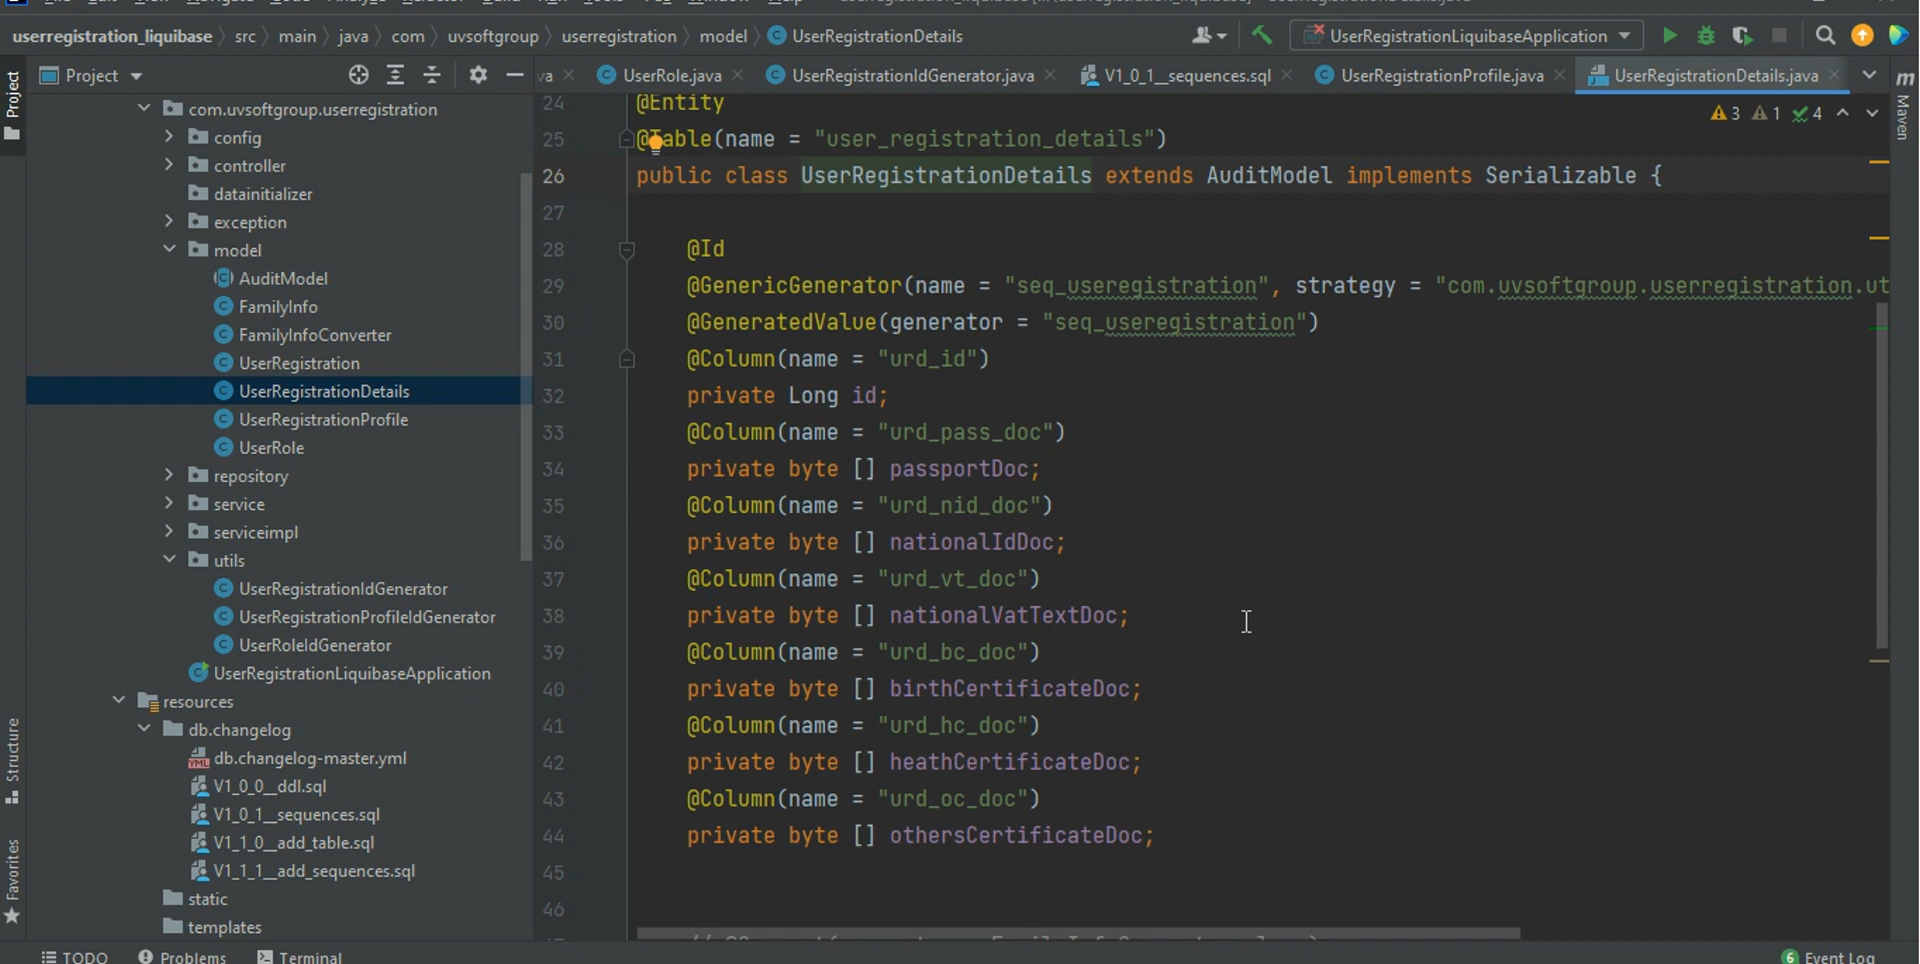 userregistration_liquibase > src > main > java > com > uvsoftgroup > userregistration > model > UserRegistrationDetails
UserRegistrationLiquibaseApplication
Project
va × UserRole.java × UserRegistrationIdGenerator.java × V1_0_1__sequences.sql × UserRegistrationProfile.java × UserRegistrationDetails.java ×
Project
Maven
Structure
Favorites
com.uvsoftgroup.userregistration
config
controller
datainitializer
exception
model
AuditModel
FamilyInfo
FamilyInfoConverter
UserRegistration
UserRegistrationDetails
UserRegistrationProfile
UserRole
repository
service
serviceimpl
utils
UserRegistrationIdGenerator
UserRegistrationProfileIdGenerator
UserRoleIdGenerator
UserRegistrationLiquibaseApplication
resources
db.changelog
db.changelog-master.yml
V1_0_0__ddl.sql
V1_0_1__sequences.sql
V1_1_0__add_table.sql
V1_1_1__add_sequences.sql
static
templates
3 1 4
24 @Entity
25 @Table(name = "user_registration_details")
26 public class UserRegistrationDetails extends AuditModel implements Serializable {
27
28 @Id
29 @GenericGenerator(name = "seq_useregistration", strategy = "com.uvsoftgroup.userregistration.ut
30 @GeneratedValue(generator = "seq_useregistration")
31 @Column(name = "urd_id")
32 private Long id;
33 @Column(name = "urd_pass_doc")
34 private byte [] passportDoc;
35 @Column(name = "urd_nid_doc")
36 private byte [] nationalIdDoc;
37 @Column(name = "urd_vt_doc")
38 private byte [] nationalVatTextDoc;
39 @Column(name = "urd_bc_doc")
40 private byte [] birthCertificateDoc;
41 @Column(name = "urd_hc_doc")
42 private byte [] heathCertificateDoc;
43 @Column(name = "urd_oc_doc")
44 private byte [] othersCertificateDoc;
45
46
TODO Problems Terminal 6 Event Log